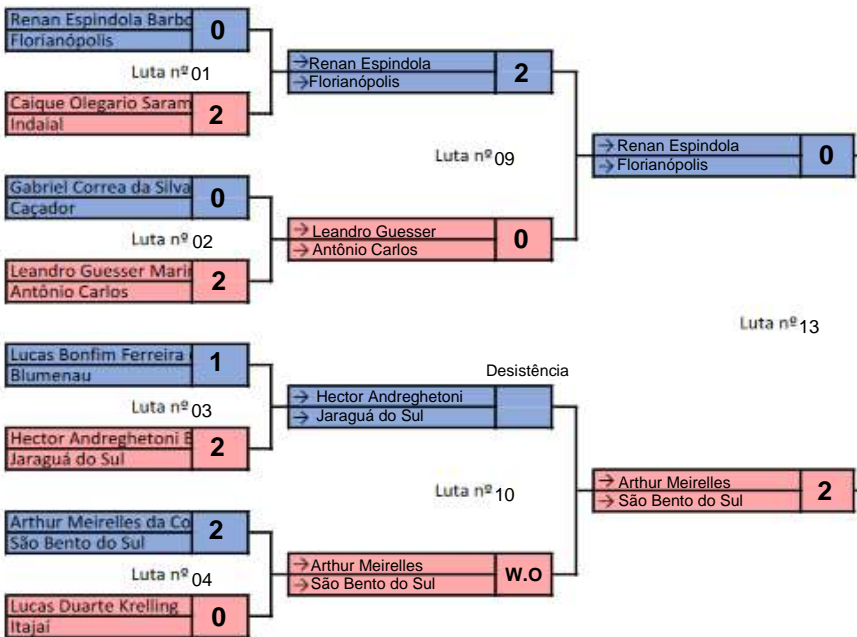 Renan Espindola Barbo
Florianópolis
0
Luta nº 01
Caique Olegario Saram
Indaial
2
Gabriel Correa da Silva
Caçador
0
Luta nº 02
Leandro Guesser Marin
Antônio Carlos
2
Lucas Bonfim Ferreira
Blumenau
1
Luta nº 03
Hector Andreghetoni B
Jaraguá do Sul
2
Arthur Meirelles da Co
São Bento do Sul
2
Luta nº 04
Lucas Duarte Krelling
Itajaí
0
→ Renan Espindola
→ Florianópolis
2
Luta nº 09
→ Leandro Guesser
→ Antônio Carlos
0
Desistência
→ Hector Andreghetoni
→ Jaraguá do Sul
Luta nº 10
→ Arthur Meirelles
→ São Bento do Sul
W.O
→ Renan Espindola
→ Florianópolis
0
Luta nº 13
→ Arthur Meirelles
→ São Bento do Sul
2